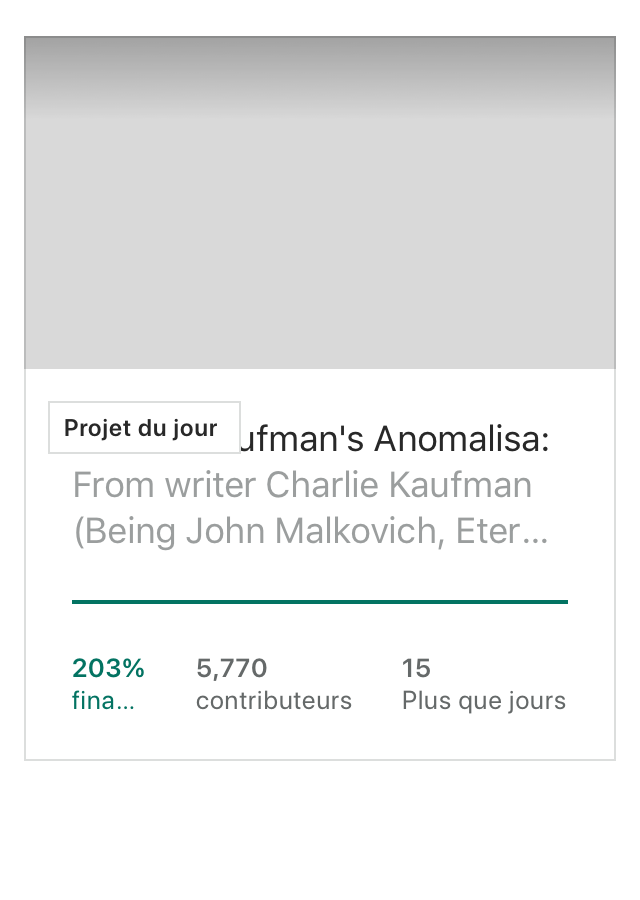 Projet du jour
ufman's Anomalisa:
From writer Charlie Kaufman
(Being John Malkovich, Eter...
203%
fina...
5,770
contributeurs
15
Plus que jours